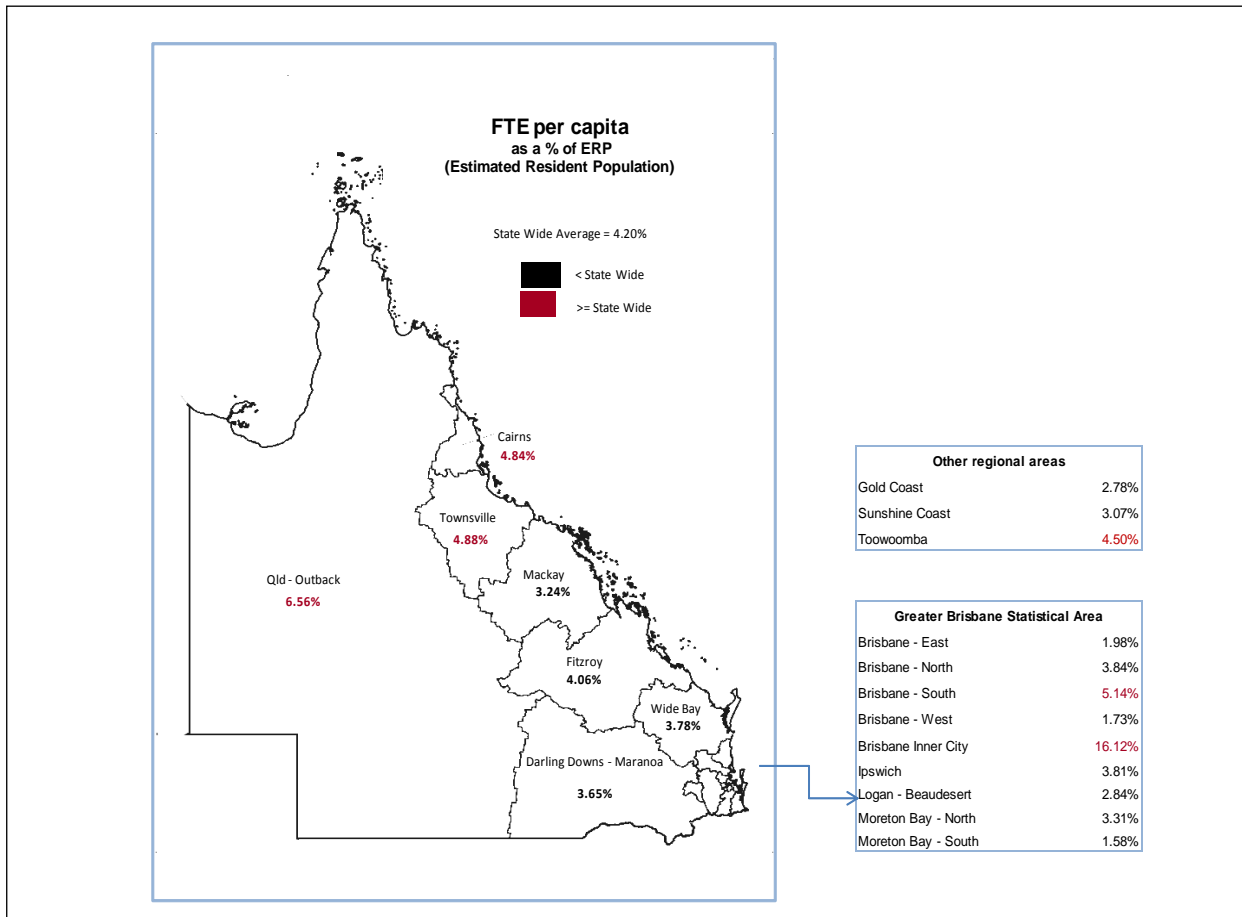 FTE per capita
as a % of ERP
(Estimated Resident Population)
State Wide Average = 4.20%
< State Wide
>= State Wide
Cairns
4.84%
Townsville
4.88%
Mackay
3.24%
Qld - Outback
6.56%
Fitzroy
4.06%
Wide Bay
3.78%
Darling Downs - Maranoa
3.65%
Other regional areas
Gold Coast 2.78%
Sunshine Coast 3.07%
Toowoomba 4.50%
Greater Brisbane Statistical Area
Brisbane - East 1.98%
Brisbane - North 3.84%
Brisbane - South 5.14%
Brisbane - West 1.73%
Brisbane Inner City 16.12%
Ipswich 3.81%
Logan - Beaudesert 2.84%
Moreton Bay - North 3.31%
Moreton Bay - South 1.58%